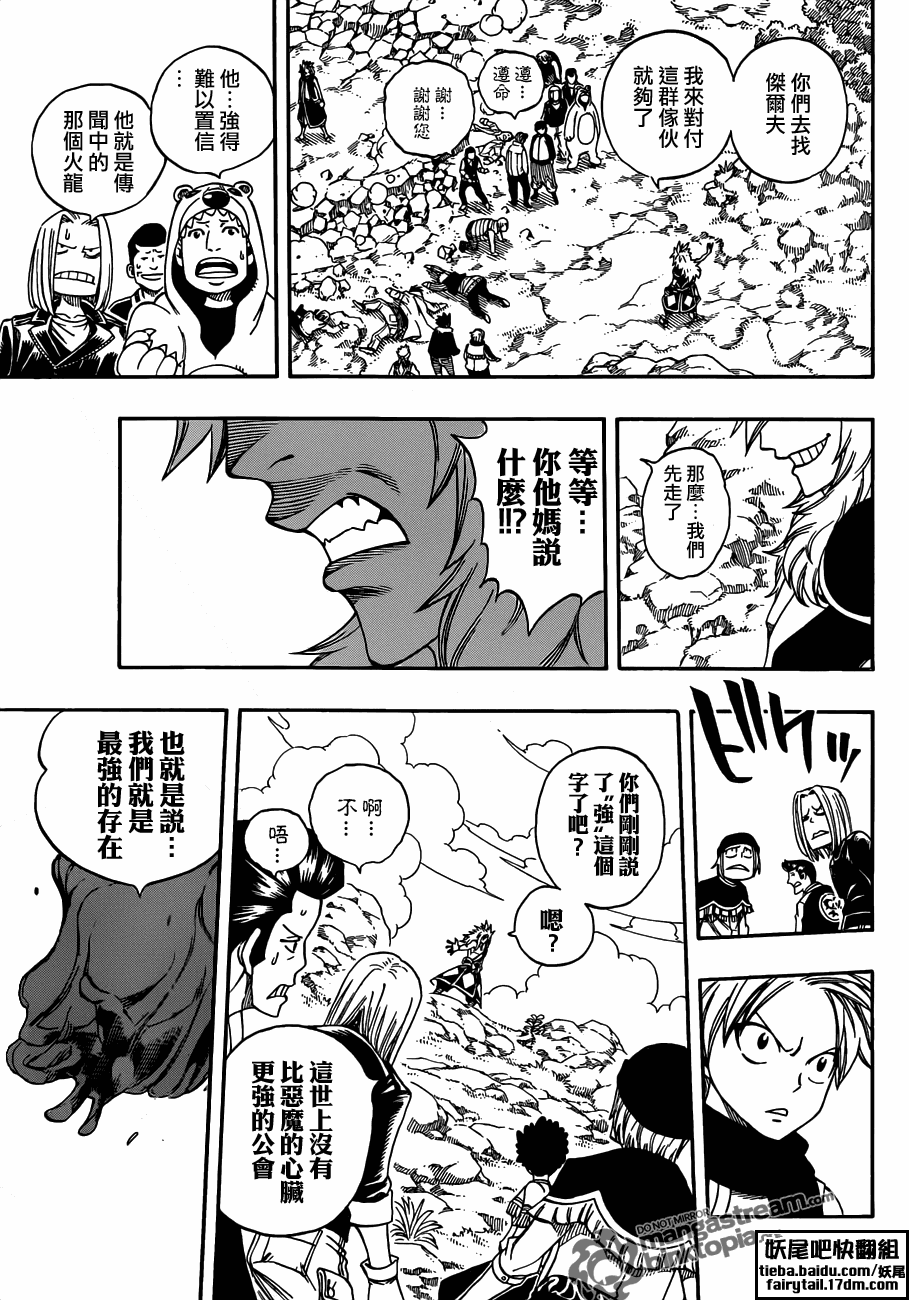 你們去找
傑爾夫
我來對付
這群傢伙
就夠了
遵…
遵命
謝…
謝謝您
他…強得
難以置信
…
他就是傳
聞中的
那個火龍
那麼…我們
先走了
等等…
你他媽説
什麼!!?
ドドドッ
你們剛剛説
了"強"這個
字了吧?
嗯?
啊…
不…
唔…
這世上沒有
比惡魔的心臟
更強的公會
也就是説…
我們就是
最強的存在
DO NOT MIRROR
mangastream.com
binktopia
妖尾吧快翻組
tieba.baidu.com/妖尾
fairytail.17dm.com